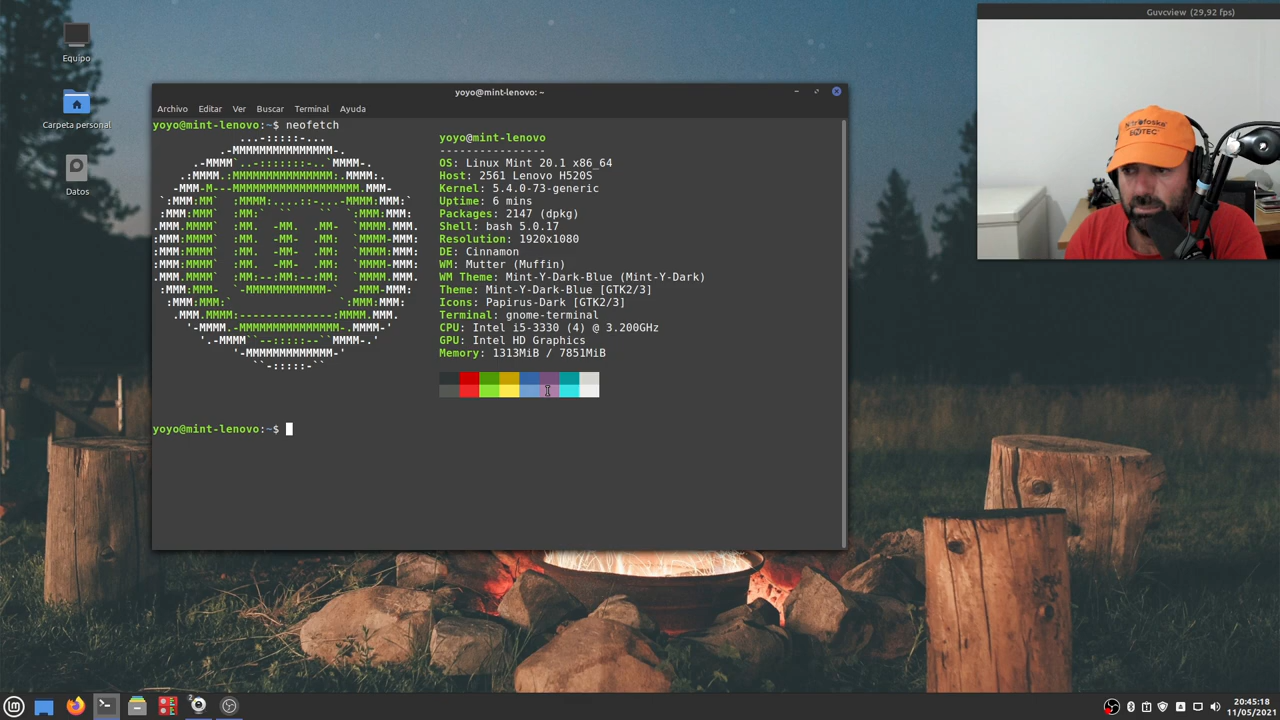 Guvcview (29,92 fps)
Equipo
Carpeta personal
Datos
yoyo@mint-lenovo: ~
Archivo Editar Ver Buscar Terminal Ayuda
yoyo@mint-lenovo:~$ neofetch
yoyo@mint-lenovo
----------------
OS: Linux Mint 20.1 x86_64
Host: 2561 Lenovo H520S
Kernel: 5.4.0-73-generic
Uptime: 6 mins
Packages: 2147 (dpkg)
Shell: bash 5.0.17
Resolution: 1920x1080
DE: Cinnamon
WM: Mutter (Muffin)
WM Theme: Mint-Y-Dark-Blue (Mint-Y-Dark)
Theme: Mint-Y-Dark-Blue [GTK2/3]
Icons: Papirus-Dark [GTK2/3]
Terminal: gnome-terminal
CPU: Intel i5-3330 (4) @ 3.200GHz
GPU: Intel HD Graphics
Memory: 1313MiB / 7851MiB
yoyo@mint-lenovo:~$
20:45:18
11/05/2021